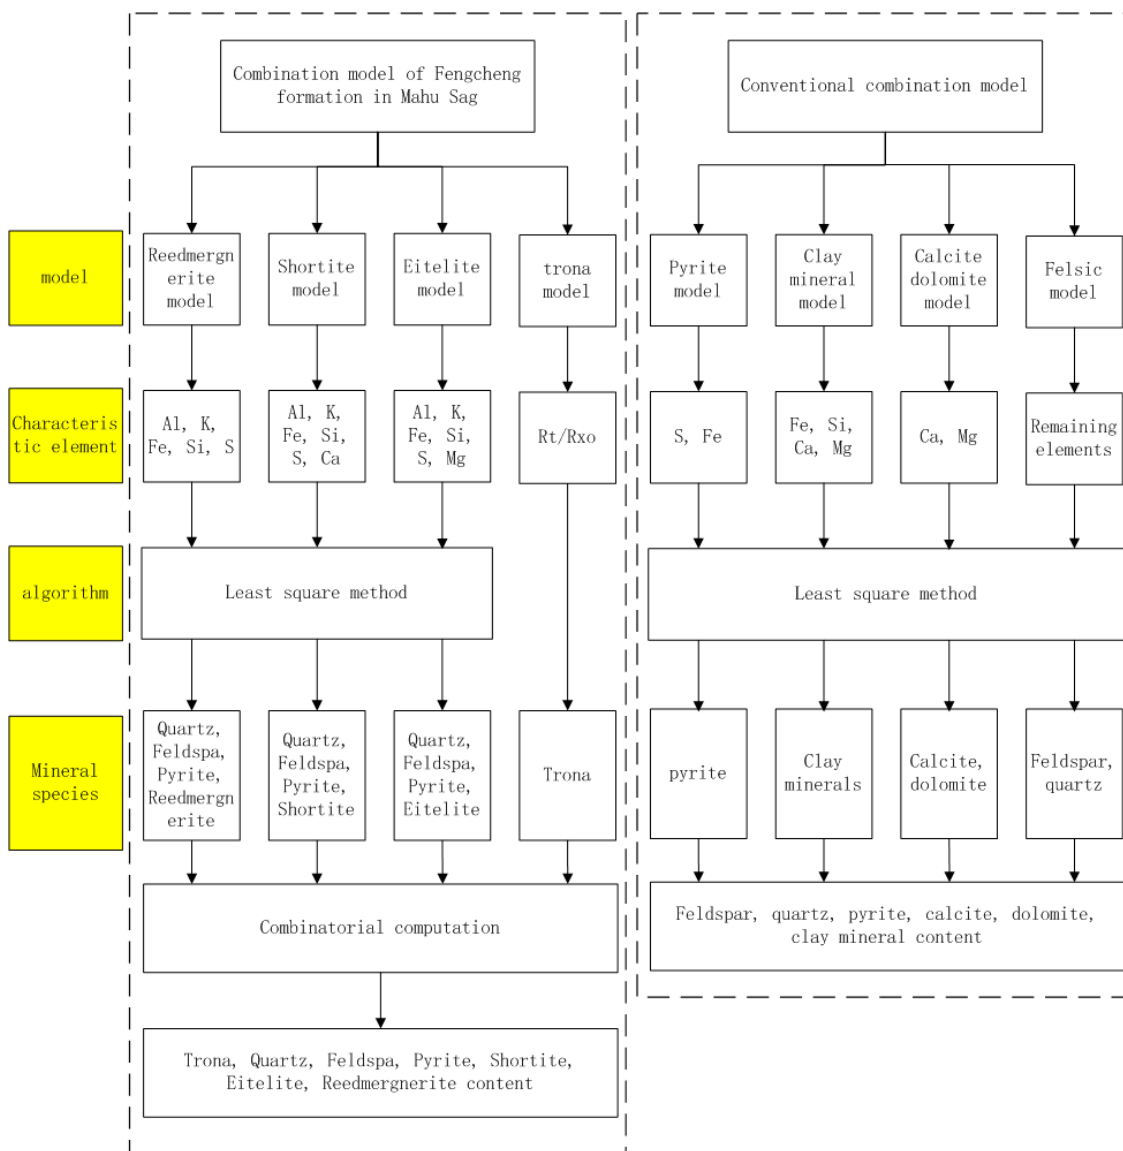 Combination model of Fengcheng
formation in Mahu Sag
Conventional combination model
model
Reedmergn
erite
model
Shortite
model
Eitelite
model
trona
model
Pyrite
model
Clay
mineral
model
Calcite
dolomite
model
Felsic
model
Characteris
tic element
Al, K,
Fe, Si, S
Al, K,
Fe, Si,
S, Ca
Al, K,
Fe, Si,
S, Mg
Rt/Rxo
S, Fe
Fe, Si,
Ca, Mg
Ca, Mg
Remaining
elements
algorithm
Least square method
Least square method
Mineral
species
Quartz,
Feldspa,
Pyrite,
Reedmergn
erite
Quartz,
Feldspa,
Pyrite,
Shortite
Quartz,
Feldspa,
Pyrite,
Eitelite
Trona
pyrite
Clay
minerals
Calcite,
dolomite
Feldspar,
quartz
Combinatorial computation
Feldspar, quartz, pyrite, calcite, dolomite,
clay mineral content
Trona, Quartz, Feldspa, Pyrite, Shortite,
Eitelite, Reedmergnerite content